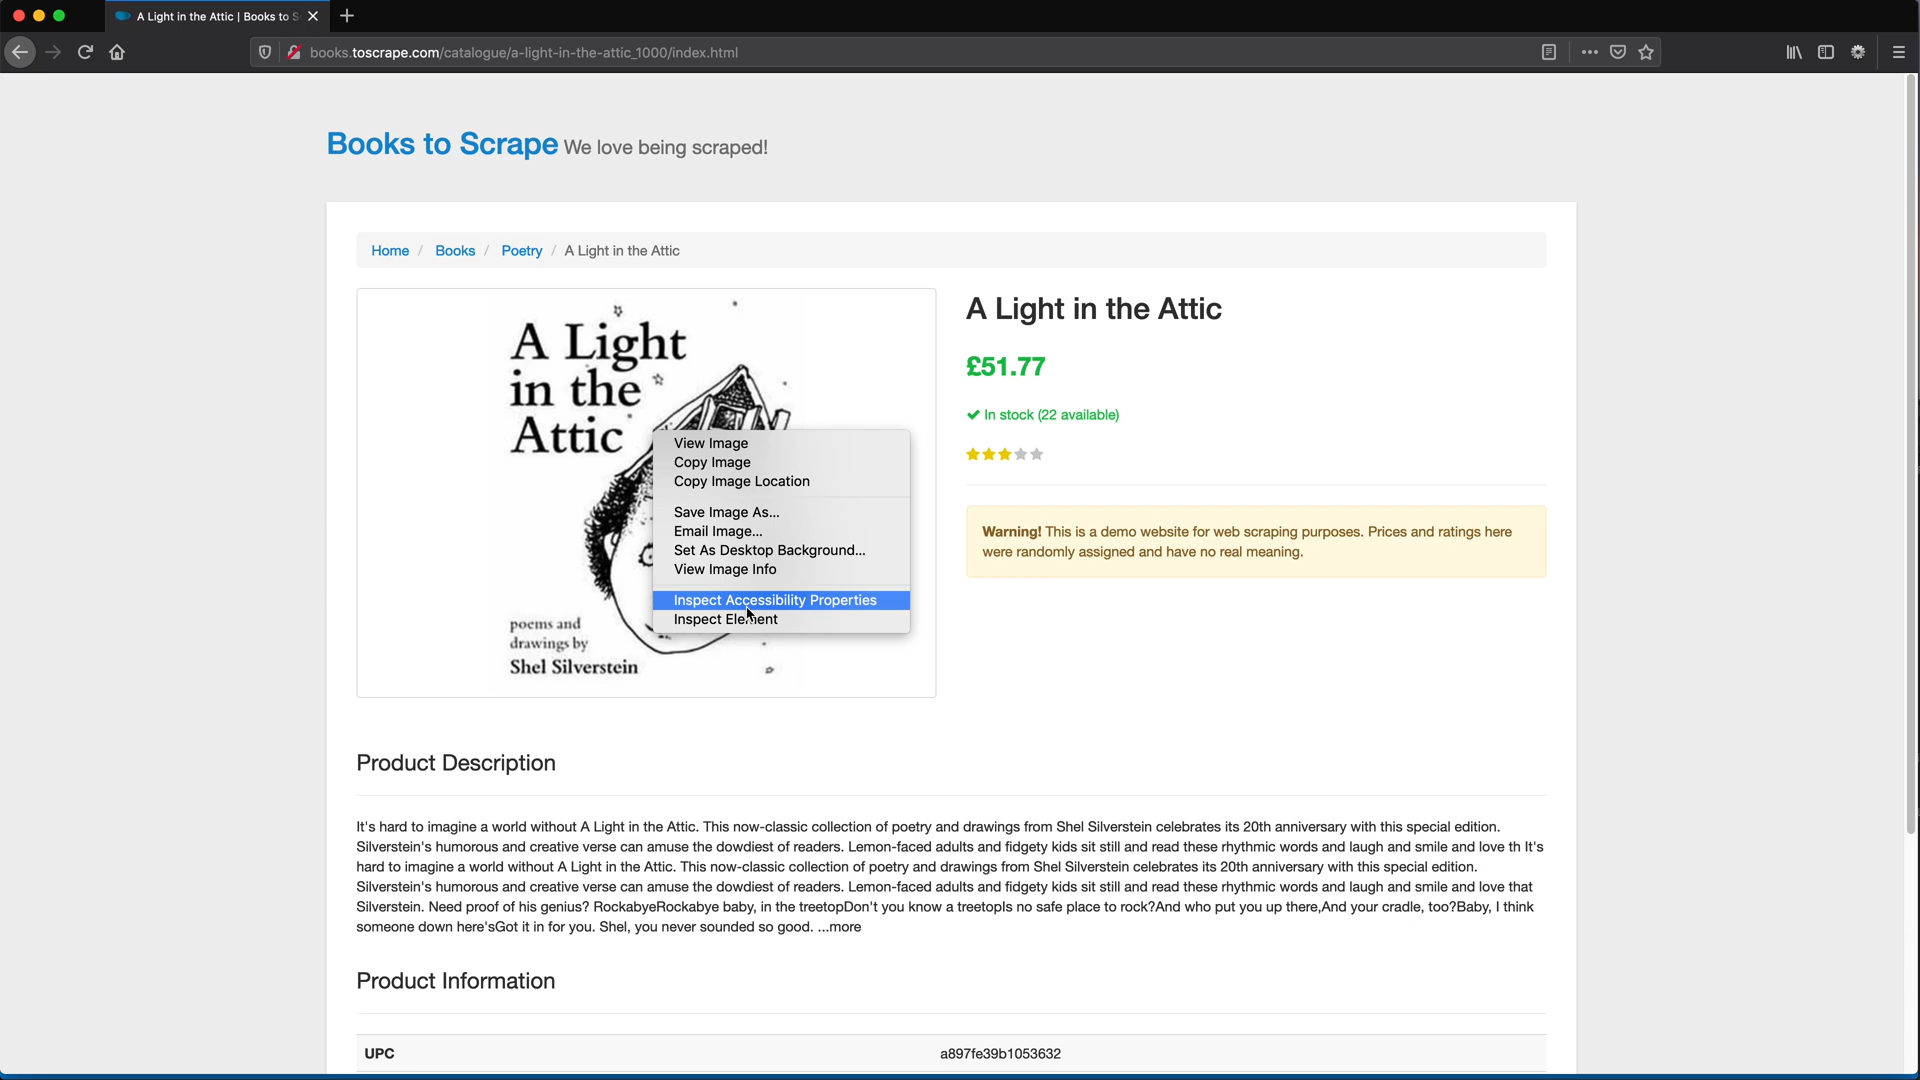 A Light in the Attic | Books to S
books.toscrape.com/catalogue/a-light-in-the-attic_1000/index.html
Books to Scrape We love being scraped!
Home / Books / Poetry / A Light in the Attic
A Light
in the
Attic
poems and
drawings by
Shel Silverstein
View Image
Copy Image
Copy Image Location
Save Image As...
Email Image...
Set As Desktop Background...
View Image Info
Inspect Accessibility Properties
Inspect Element
A Light in the Attic
£51.77
In stock (22 available)
Warning! This is a demo website for web scraping purposes. Prices and ratings here
were randomly assigned and have no real meaning.
Product Description
It's hard to imagine a world without A Light in the Attic. This now-classic collection of poetry and drawings from Shel Silverstein celebrates its 20th anniversary with this special edition.
Silverstein's humorous and creative verse can amuse the dowdiest of readers. Lemon-faced adults and fidgety kids sit still and read these rhythmic words and laugh and smile and love th It's
hard to imagine a world without A Light in the Attic. This now-classic collection of poetry and drawings from Shel Silverstein celebrates its 20th anniversary with this special edition.
Silverstein's humorous and creative verse can amuse the dowdiest of readers. Lemon-faced adults and fidgety kids sit still and read these rhythmic words and laugh and smile and love that
Silverstein. Need proof of his genius? RockabyeRockabye baby, in the treetopDon't you know a treetopIs no safe place to rock?And who put you up there,And your cradle, too?Baby, I think
someone down here'sGot it in for you. Shel, you never sounded so good. ...more
Product Information
UPC a897fe39b1053632